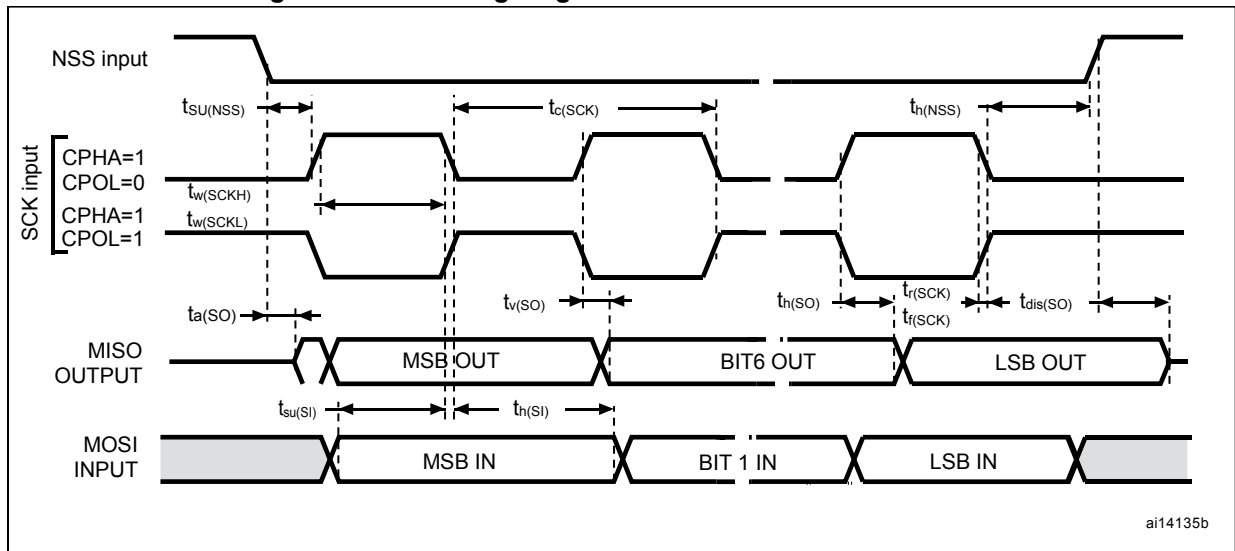 NSS input
tSU(NSS)
tc(SCK)
th(NSS)
SCK input
CPHA=1
CPOL=0
tw(SCKH)
CPHA=1
tw(SCKL)
CPOL=1
ta(SO)
tv(SO)
th(SO)
tr(SCK)
tf(SCK)
tdis(SO)
MISO
OUTPUT
MSB OUT
BIT6 OUT
LSB OUT
tsu(SI)
th(SI)
MOSI
INPUT
MSB IN
BIT 1 IN
LSB IN
ai14135b